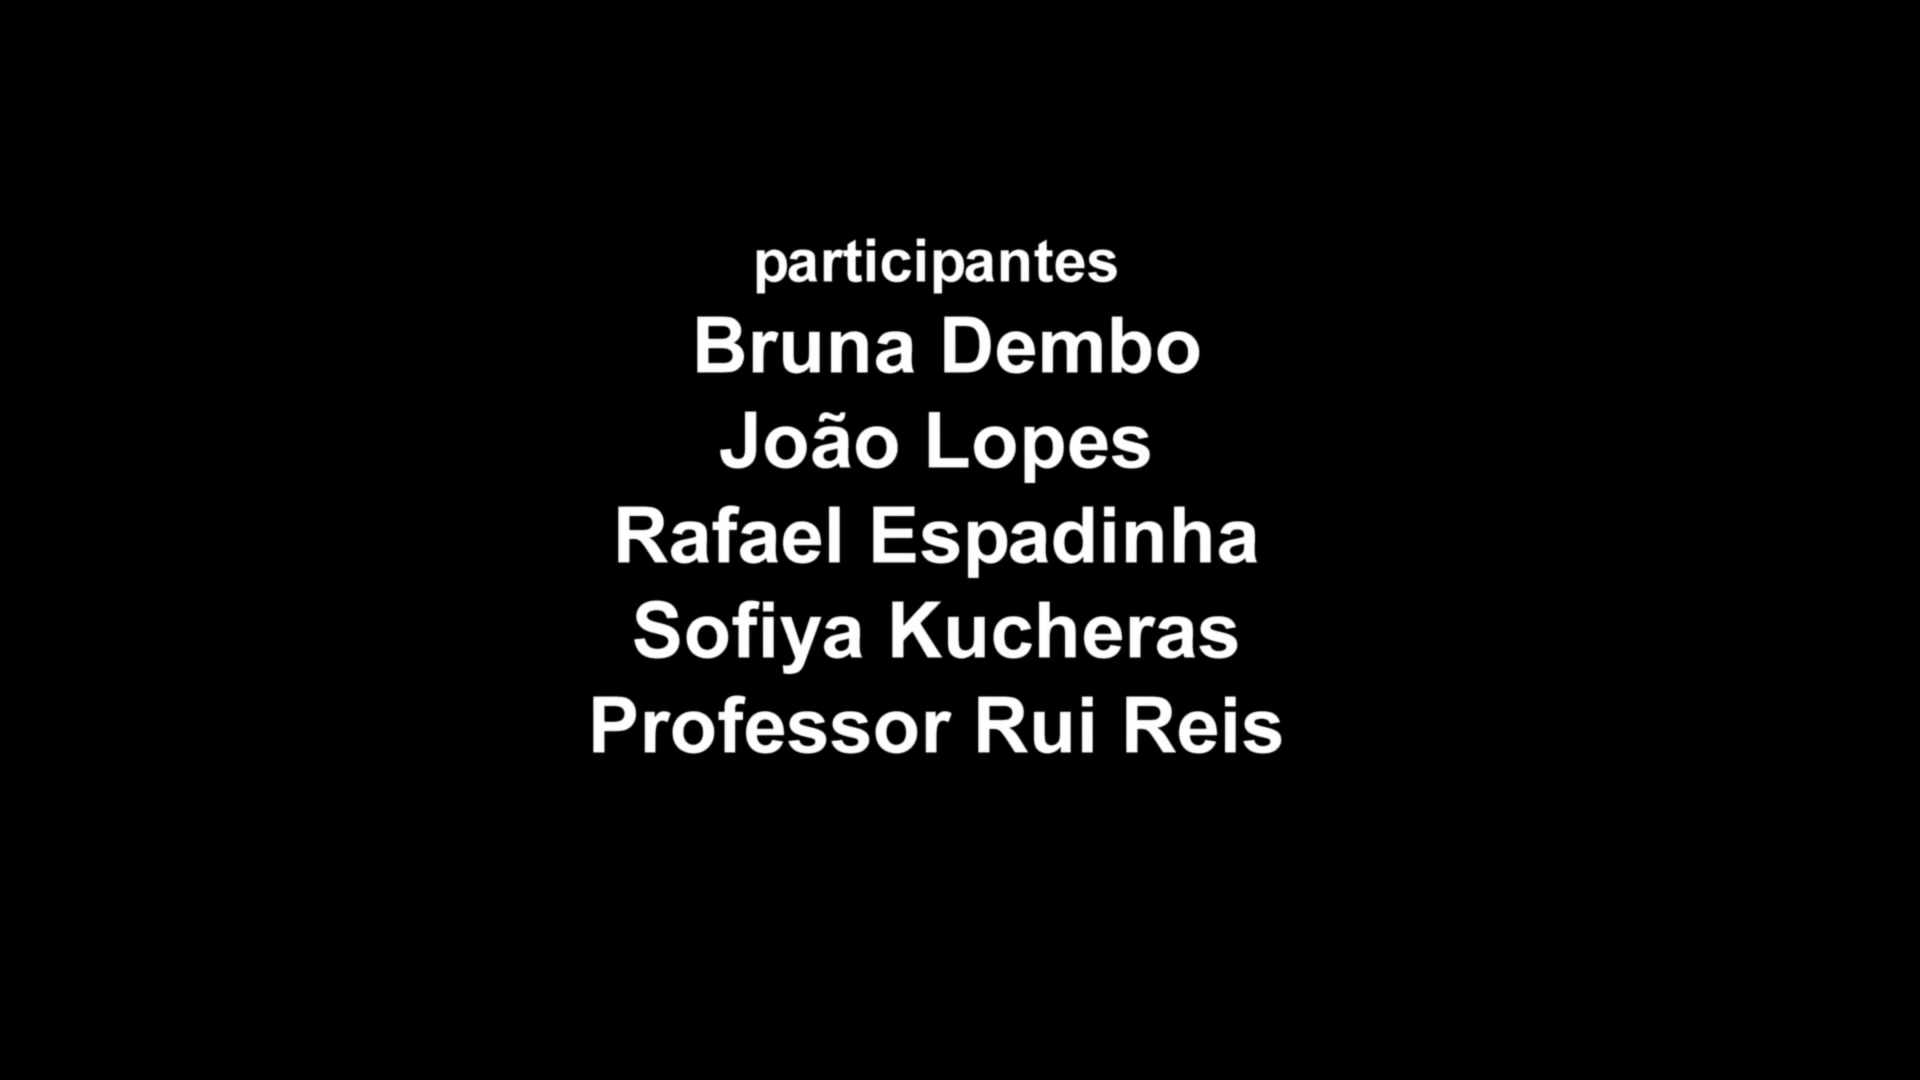 participantes
Bruna Dembo
João Lopes
Rafael Espadinha
Sofiya Kucheras
Professor Rui Reis